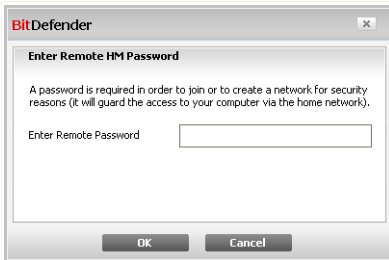 BitDefender
Enter Remote HM Password
A password is required in order to join or to create a network for security
reasons (it will guard the access to your computer via the home network).
Enter Remote Password
OK Cancel